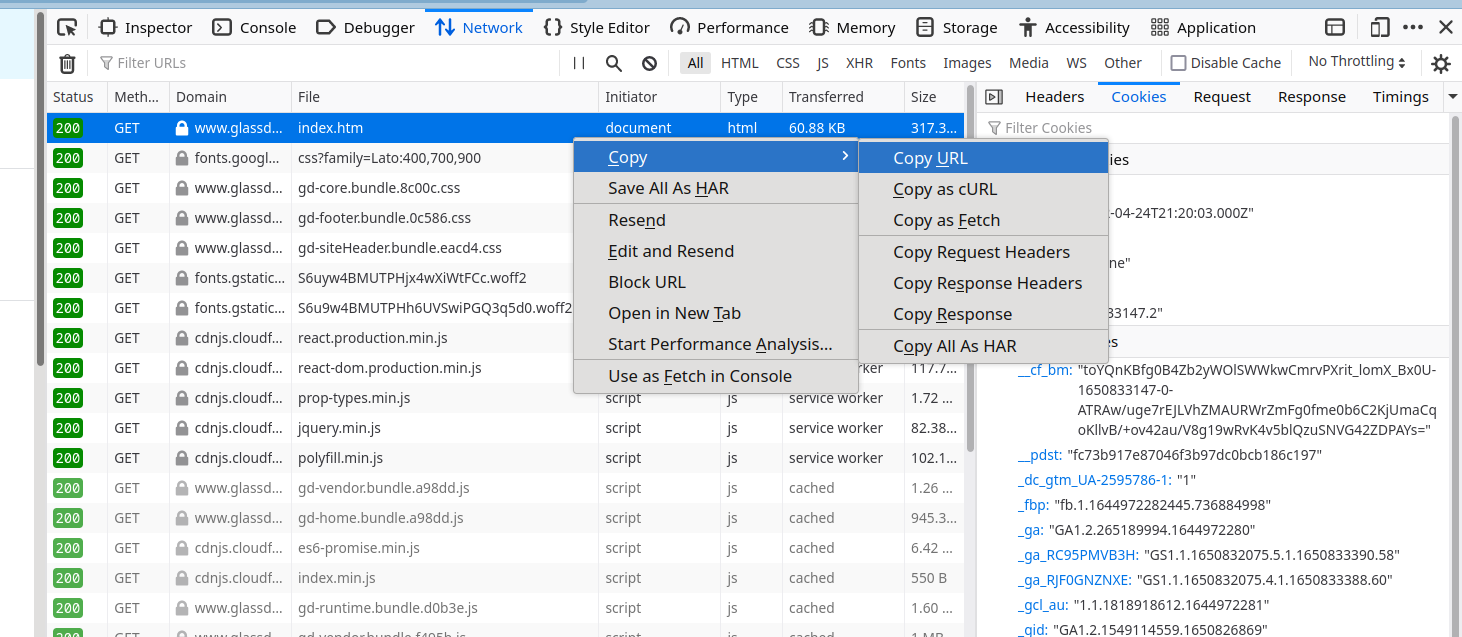 Inspector Console Debugger Network Style Editor Performance Memory Storage Accessibility Application
Filter URLs All HTML CSS JS XHR Fonts Images Media WS Other Disable Cache No Throttling
Status Meth... Domain File Initiator Type Transferred Size
200 GET www.glassd... index.htm document html 60.88 KB 317.3...
200 GET fonts.googl... css?family=Lato:400,700,900
200 GET www.glassd... gd-core.bundle.8c00c.css
200 GET www.glassd... gd-footer.bundle.0c586.css
200 GET www.glassd... gd-siteHeader.bundle.eacd4.css
200 GET fonts.gstatic... S6uyw4BMUTPHjx4wXiWtFCc.woff2
200 GET fonts.gstatic... S6u9w4BMUTPHh6UVSwiPGQ3q5d0.woff2
200 GET cdnjs.cloudf... react.production.min.js
200 GET cdnjs.cloudf... react-dom.production.min.js rker 117.7...
200 GET cdnjs.cloudf... prop-types.min.js script js service worker 1.72 ...
200 GET cdnjs.cloudf... jquery.min.js script js service worker 82.38...
200 GET cdnjs.cloudf... polyfill.min.js script js service worker 102.1...
200 GET www.glassd... gd-vendor.bundle.a98dd.js script js cached 1.26 ...
200 GET www.glassd... gd-home.bundle.a98dd.js script js cached 945.3...
200 GET cdnjs.cloudf... es6-promise.min.js script js cached 6.42 ...
200 GET cdnjs.cloudf... index.min.js script js cached 550 B
200 GET www.glassd... gd-runtime.bundle.d0b3e.js script js cached 1.60 ...
200 GET www.glassd... gd-vendor.bundle.f495b.js script js cached 1 MB
Copy
Save All As HAR
Resend
Edit and Resend
Block URL
Open in New Tab
Start Performance Analysis...
Use as Fetch in Console
Copy URL
Copy as cURL
Copy as Fetch
Copy Request Headers
Copy Response Headers
Copy Response
Copy All As HAR
Headers Cookies Request Response Timings
Filter Cookies
ies
-04-24T21:20:03.000Z"
ne"
33147.2"
es
__cf_bm: "toYQnKBfg0B4Zb2yWOlSWWkwCmrvPXrit_lomX_Bx0U-
1650833147-0-
ATRAw/uge7rEJLVhZMAURWrZmFg0fme0b6C2KjUmaCq
oKllvB/+ov42au/V8g19wRvK4v5blQzuSNVG42ZDPAYs="
__pdst: "fc73b917e87046f3b97dc0bcb186c197"
_dc_gtm_UA-2595786-1: "1"
_fbp: "fb.1.1644972282445.736884998"
_ga: "GA1.2.265189994.1644972280"
_ga_RC95PMVB3H: "GS1.1.1650832075.5.1.1650833390.58"
_ga_RJF0GNZNXE: "GS1.1.1650832075.4.1.1650833388.60"
_gcl_au: "1.1.1818918612.1644972281"
_gid: "GA1.2.1549114559.1650826869"